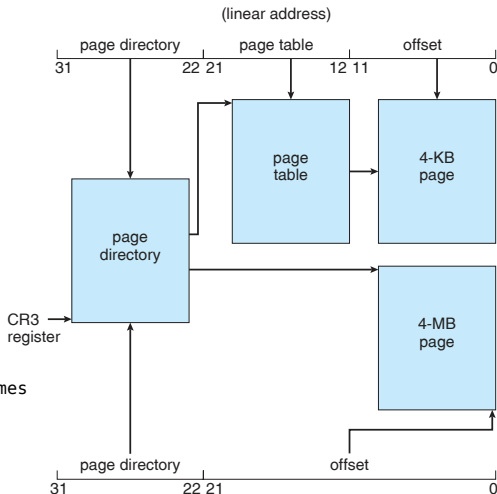 (linear address)
page directory page table offset
31 22 21 12 11 0
page
table
4-KB
page
page
directory
CR3
register
4-MB
page
mes
page directory offset
31 22 21 0